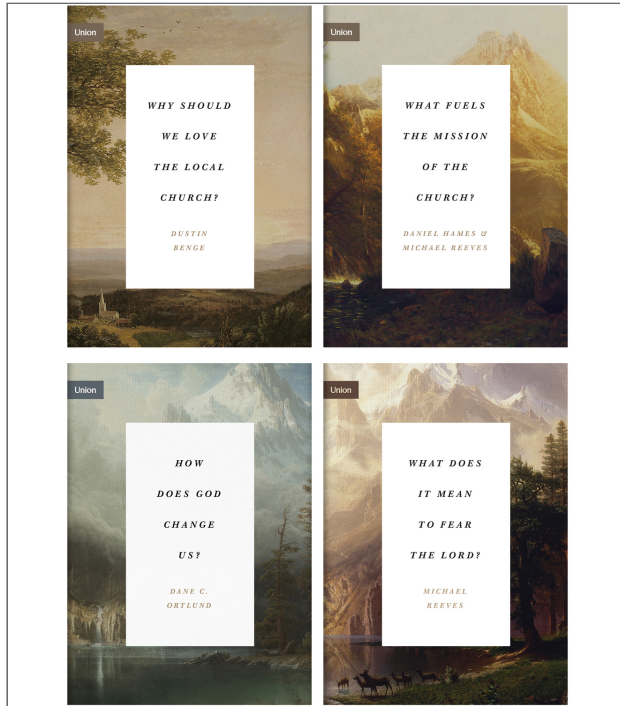 Union
WHY SHOULD
WE LOVE
THE LOCAL
CHURCH?
DUSTIN
BENGE
Union
WHAT FUELS
THE MISSION
OF THE
CHURCH?
DANIEL HAMES &
MICHAEL REEVES
Union
HOW
DOES GOD
CHANGE
US?
DANE C.
ORTLUND
Union
WHAT DOES
IT MEAN
TO FEAR
THE LORD?
MICHAEL
REEVES